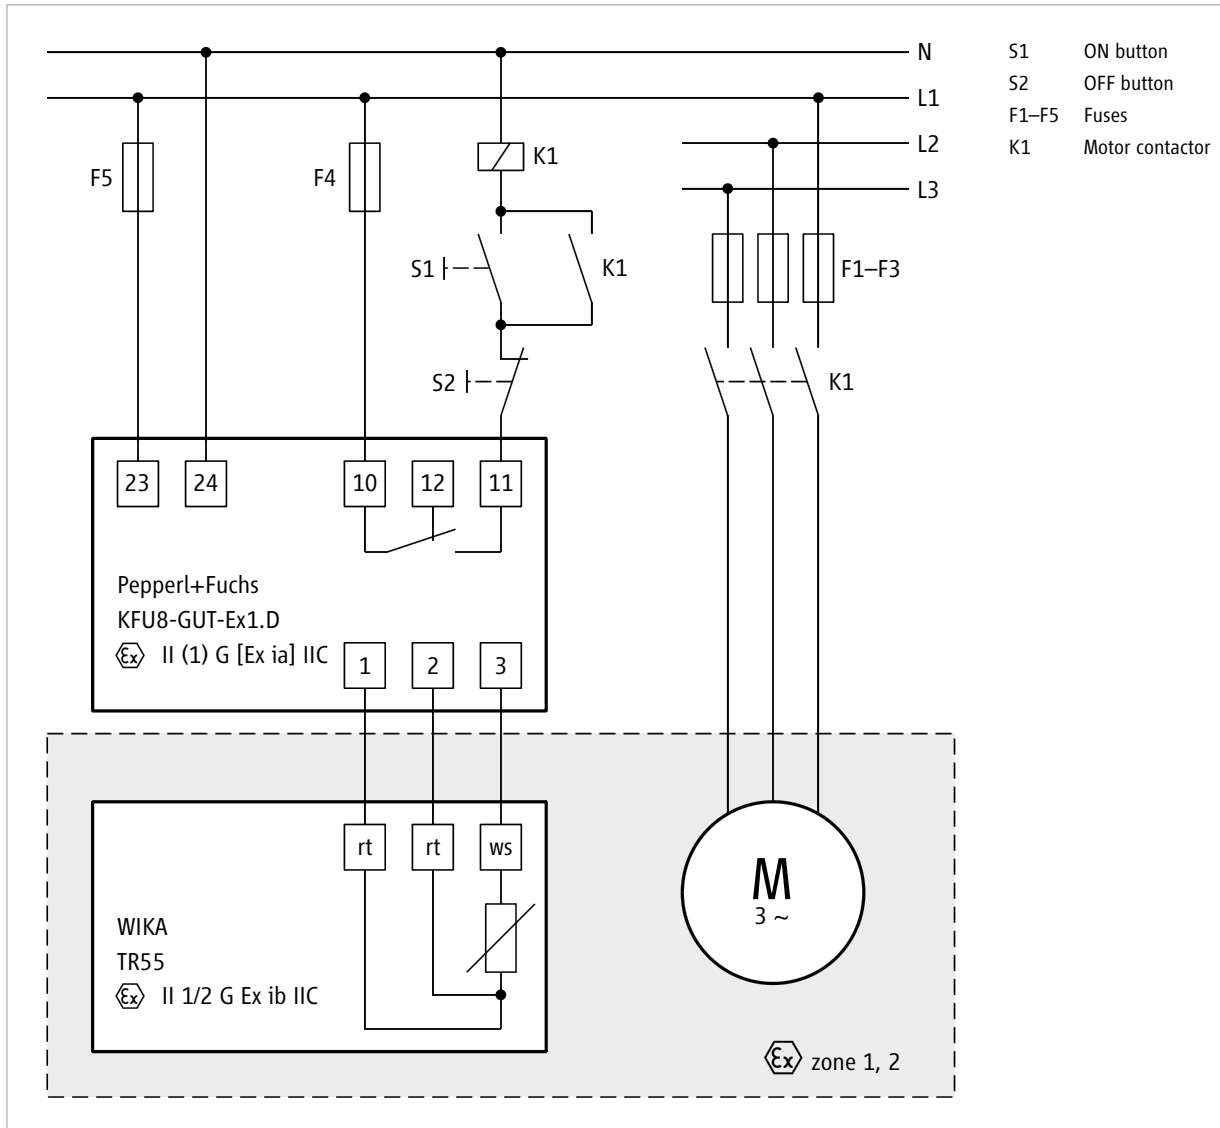 N
L1
L2
L3
S1 ON button
S2 OFF button
F1–F5 Fuses
K1 Motor contactor
F5
F4
K1
S1
K1
F1–F3
S2
K1
23
24
10
12
11
Pepperl+Fuchs
KFU8-GUT-Ex1.D
Ex II (1) G [Ex ia] IIC
1
2
3
rt
rt
ws
WIKA
TR55
Ex II 1/2 G Ex ib IIC
M
3 ~
Ex zone 1, 2